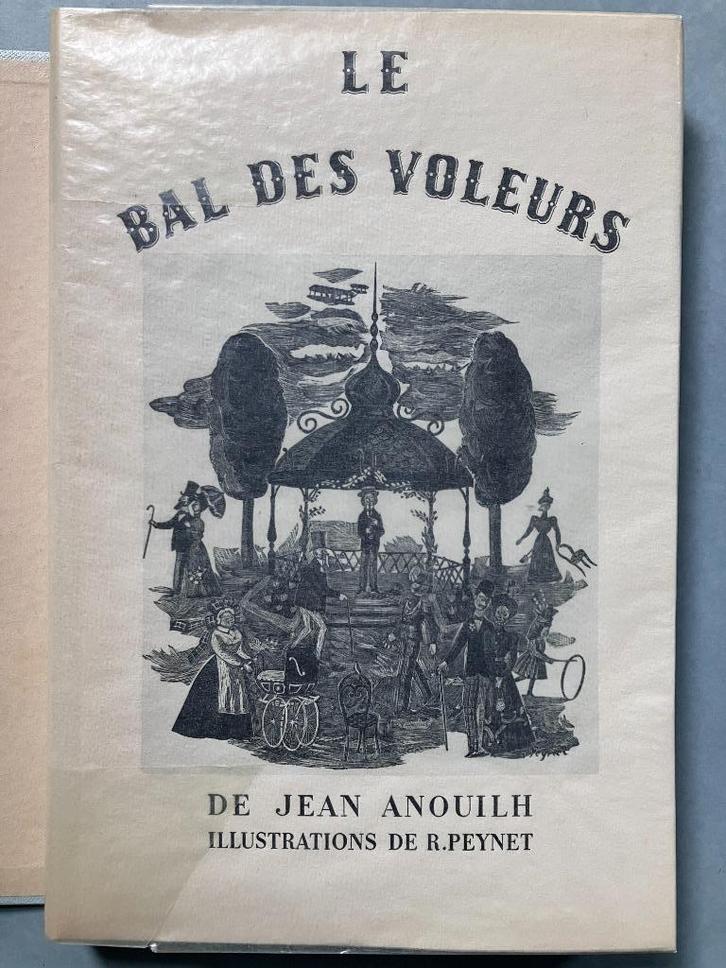 LE
BAL DES VOLEURS
DE JEAN ANOUILH
ILLUSTRATIONS DE R.PEYNET